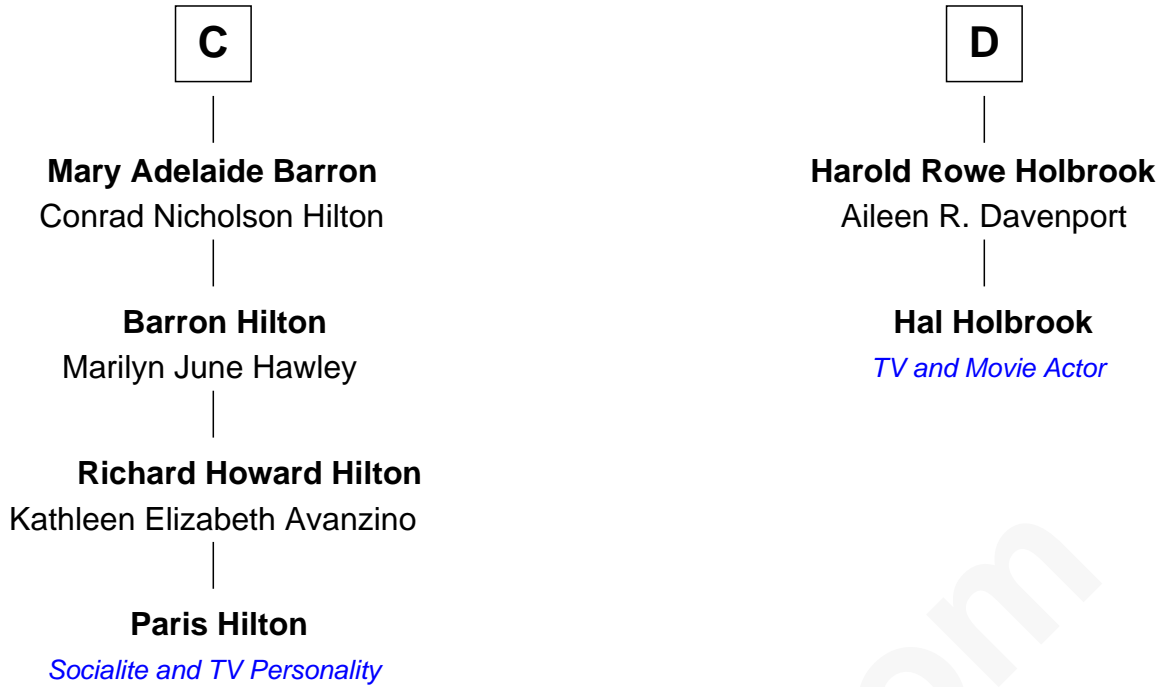 C
Mary Adelaide Barron
Conrad Nicholson Hilton
Barron Hilton
Marilyn June Hawley
Richard Howard Hilton
Kathleen Elizabeth Avanzino
Paris Hilton
Socialite and TV Personality
D
Harold Rowe Holbrook
Aileen R. Davenport
Hal Holbrook
TV and Movie Actor
om